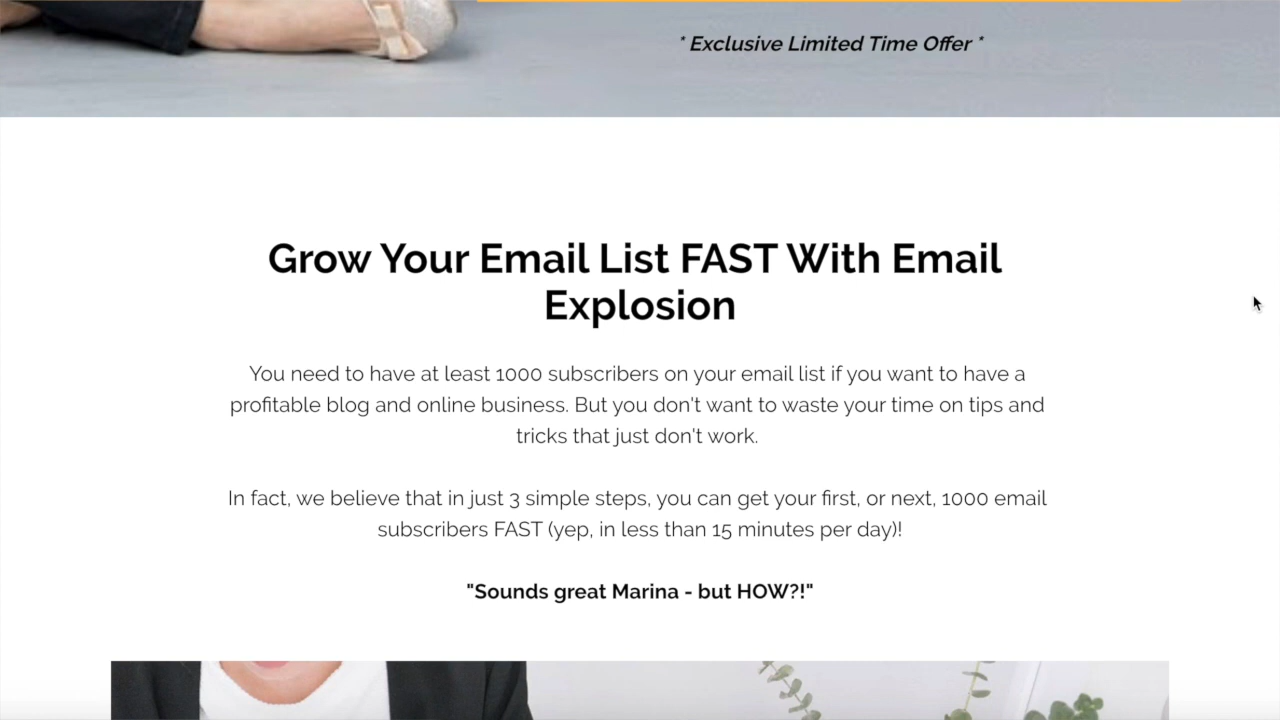 * Exclusive Limited Time Offer *
Grow Your Email List FAST With Email
Explosion
You need to have at least 1000 subscribers on your email list if you want to have a
profitable blog and online business. But you don't want to waste your time on tips and
tricks that just don't work.
In fact, we believe that in just 3 simple steps, you can get your first, or next, 1000 email
subscribers FAST (yep, in less than 15 minutes per day)!
"Sounds great Marina - but HOW?!"